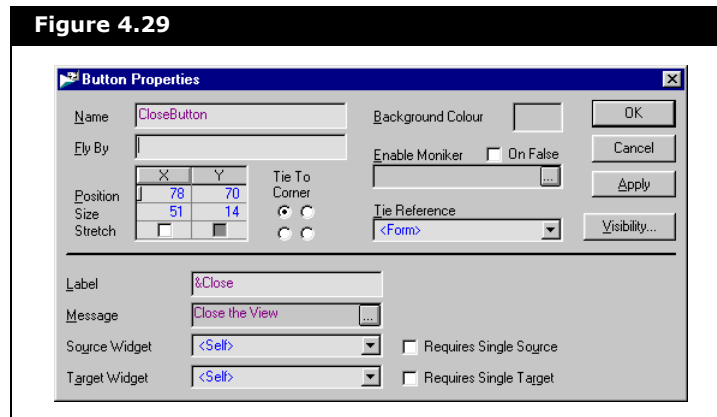 Figure 4.29
Button Properties
Name CloseButton Background Colour OK
Fly By Enable Moniker On False Cancel
X Y Tie To Corner ... Apply
Position 78 70
Size 51 14 Tie Reference
Stretch <Form> Visibility...
Label &Close
Message Close the View ...
Source Widget <Self> Requires Single Source
Target Widget <Self> Requires Single Target